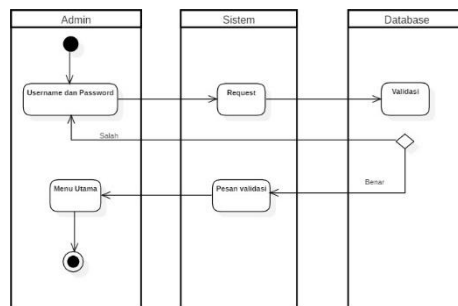 Admin
Sistem
Database
Username dan Password
Request
Validasi
Salah
Benar
Menu Utama
Pesan validasi